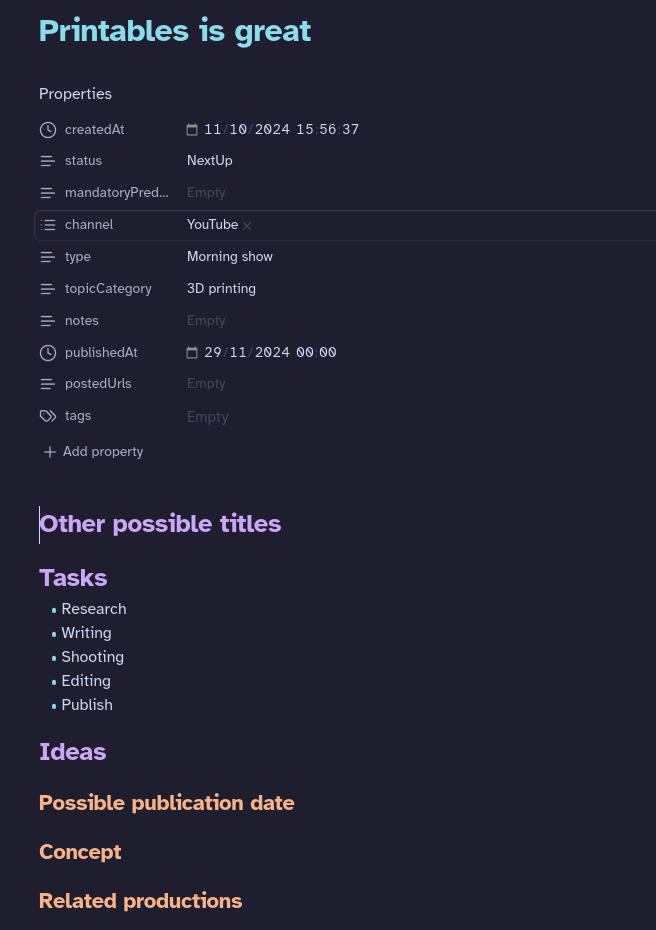 Printables is great
Properties
createdAt 11/10/2024 15:56:37
status NextUp
mandatoryPred... Empty
channel YouTube ×
type Morning show
topicCategory 3D printing
notes Empty
publishedAt 29/11/2024 00:00
postedUrls Empty
tags Empty
+ Add property
Other possible titles
Tasks
• Research
• Writing
• Shooting
• Editing
• Publish
Ideas
Possible publication date
Concept
Related productions